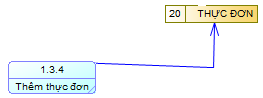 20 THỰC ĐƠN
1.3.4
Thêm thực đơn